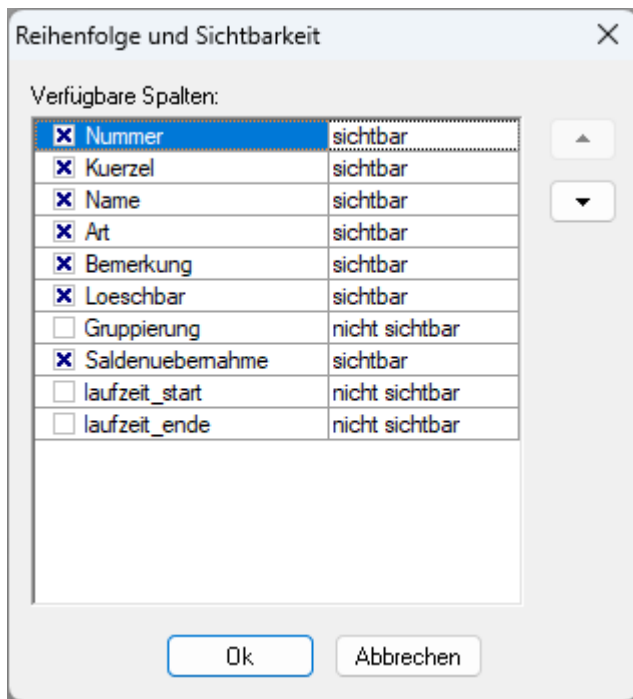 Reihenfolge und Sichtbarkeit
Verfügbare Spalten:
Nummer sichtbar
Kuerzel sichtbar
Name sichtbar
Art sichtbar
Bemerkung sichtbar
Loeschbar sichtbar
Gruppierung nicht sichtbar
Saldenuebernahme sichtbar
laufzeit_start nicht sichtbar
laufzeit_ende nicht sichtbar
Ok Abbrechen